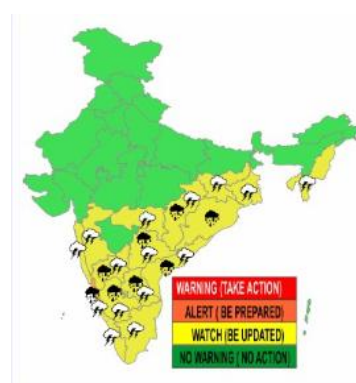 WARNING (TAKE ACTION)
ALERT ( BE PREPARED)
WATCH (BE UPDATED)
NO WARNING ( NO ACTION)